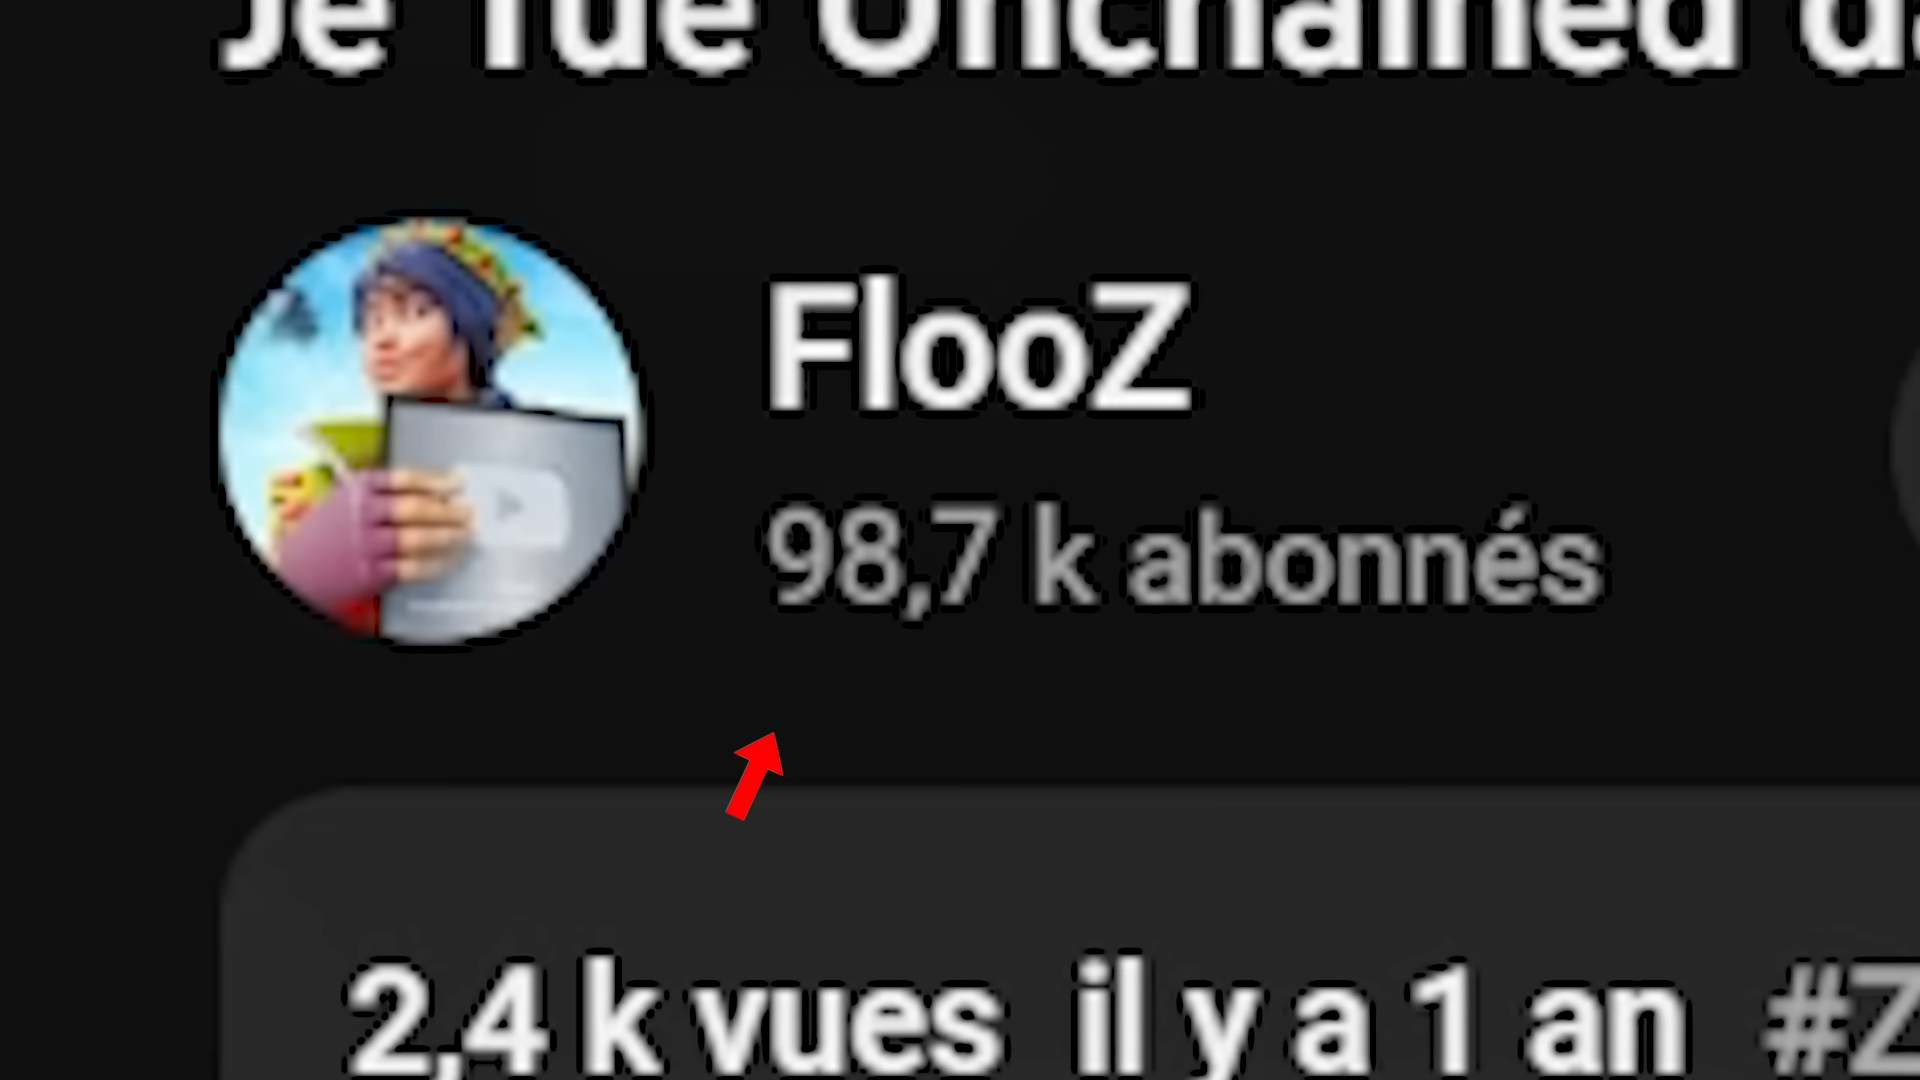 Je Tue Unchained
FlooZ
98,7 k abonnés
2,4 k vues il y a 1 an